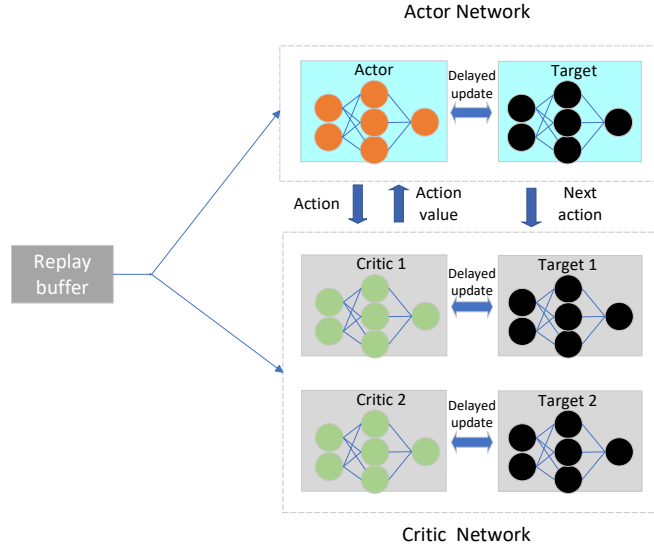 Actor Network
Actor
Delayed
update
Target
Action
Action
value
Next
action
Replay
buffer
Critic 1
Delayed
update
Target 1
Critic 2
Delayed
update
Target 2
Critic Network